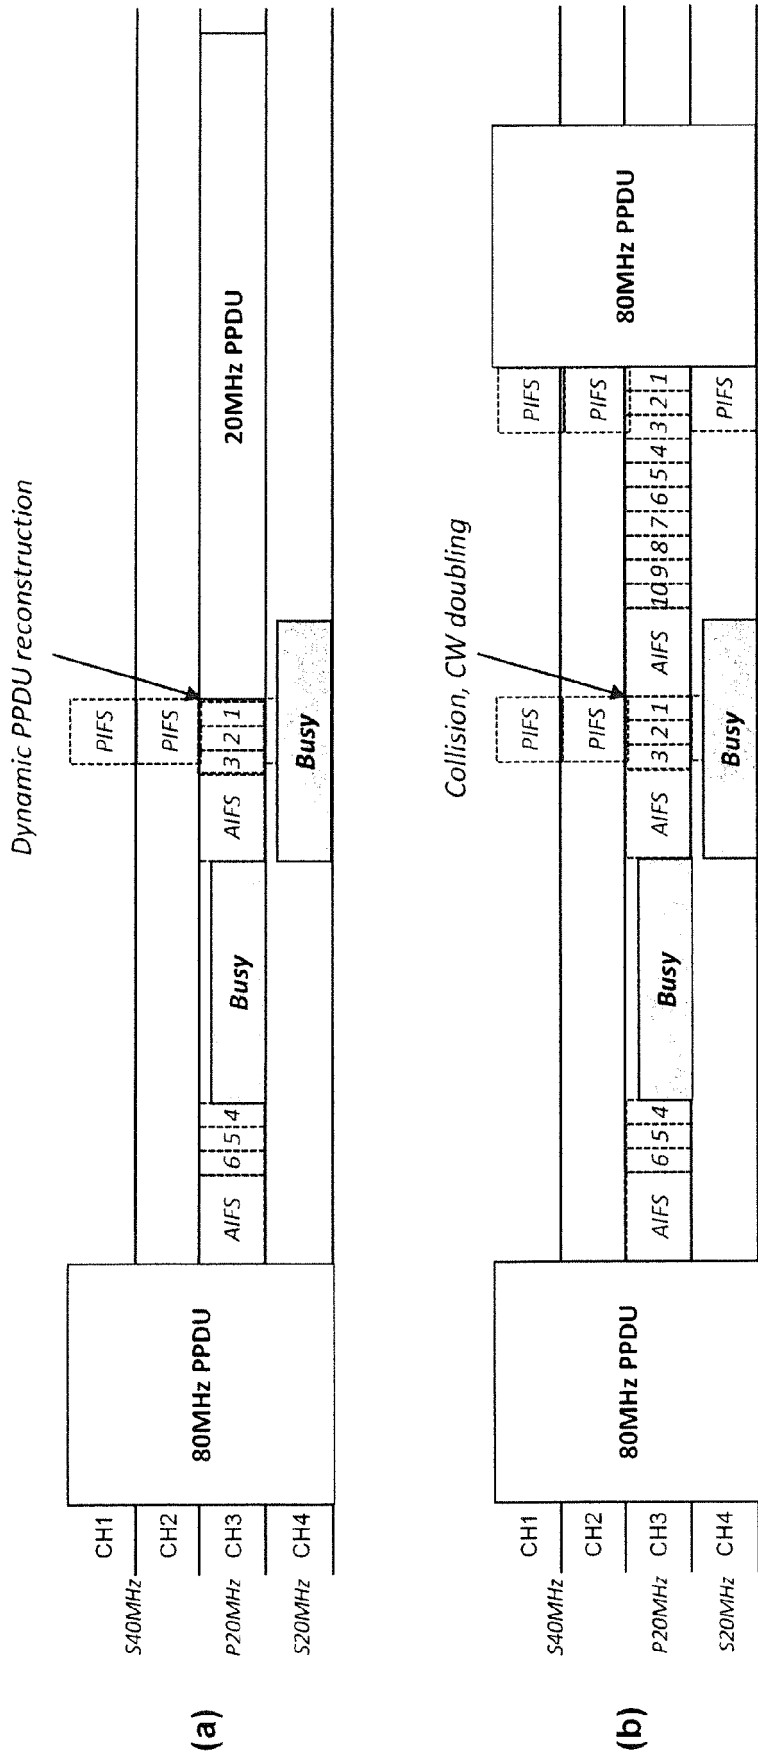 (a)
Dynamic PPDU reconstruction
S40MHz
CH1
PIFS
CH2
PIFS
P20MHz
CH3
80MHz PPDU
AIFS
6 5 4
Busy
AIFS
3 2 1
20MHz PPDU
S20MHz
CH4
Busy
(b)
Collision, CW doubling
S40MHz
CH1
PIFS
PIFS
CH2
PIFS
PIFS
P20MHz
CH3
80MHz PPDU
AIFS
6 5 4
Busy
AIFS
3 2 1
AIFS
10 9 8 7 6 5 4 3 2 1
80MHz PPDU
S20MHz
CH4
Busy
PIFS